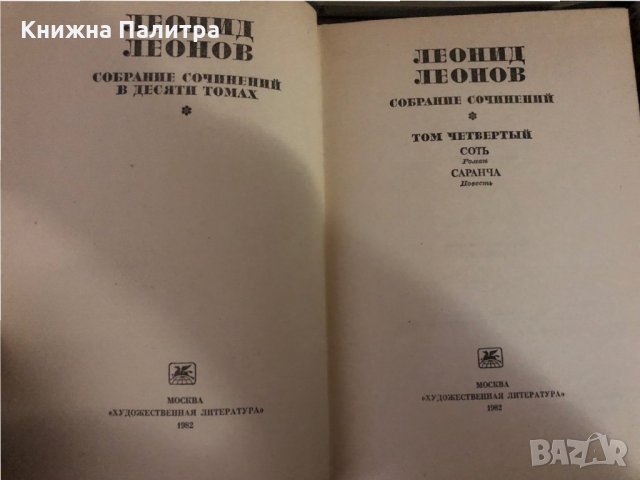 Книжна Палитра
ЛЕОНИД
ЛЕОНОВ
СОБРАНИЕ СОЧИНЕНИЙ
В ДЕСЯТИ ТОМАХ
*
МОСКВА
«ХУДОЖЕСТВЕННАЯ ЛИТЕРАТУРА»
1982
ЛЕОНИД
ЛЕОНОВ
СОБРАНИЕ СОЧИНЕНИЙ
*
ТОМ ЧЕТВЕРТЫЙ
СОТЬ
Роман
САРАНЧА
Повесть
МОСКВА
«ХУДОЖЕСТВЕННАЯ ЛИТЕРАТУРА»
1982
BAZAR